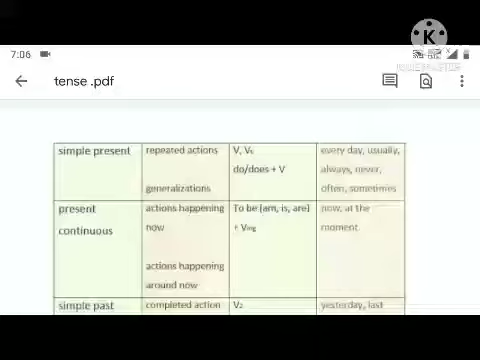 7:06
tense .pdf
simple present
repeated actions
generalizations
V, Vs
do/does + V
every day, usually,
always, never,
often, sometimes
present
continuous
actions happening
now
actions happening
around now
To be (am, is, are)
+ Ving
now, at the
moment
simple past
completed action
V2
yesterday, last